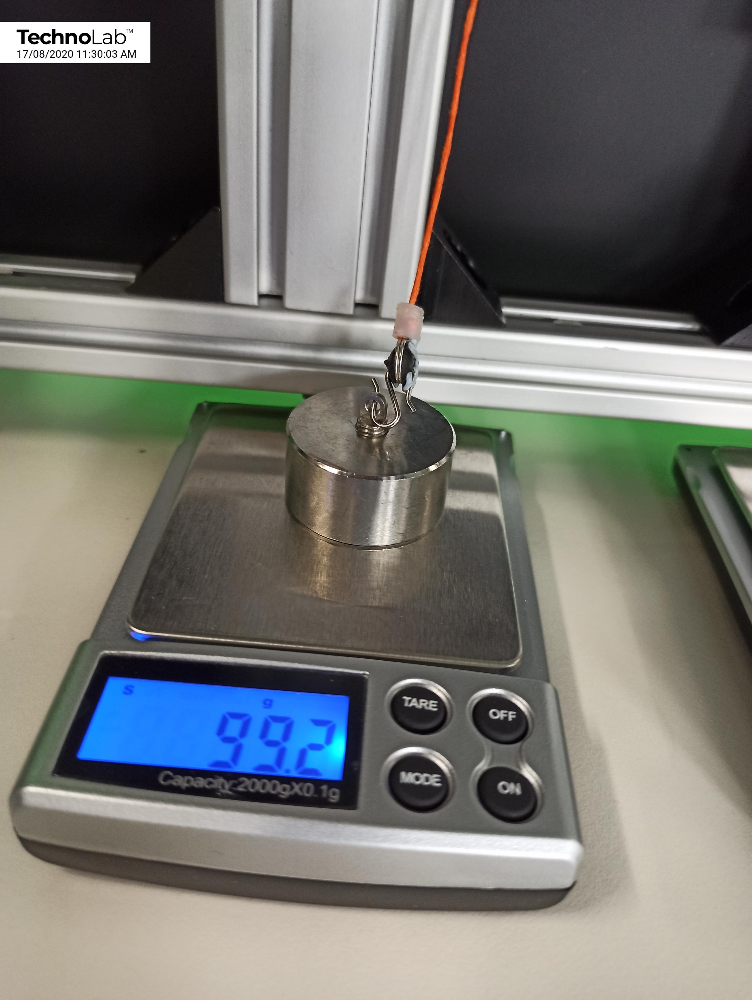 TechnoLab™
17/08/2020 11:30:03 AM
S
g
99.2
Capacity:2000gX0.1g
TARE
OFF
MODE
ON